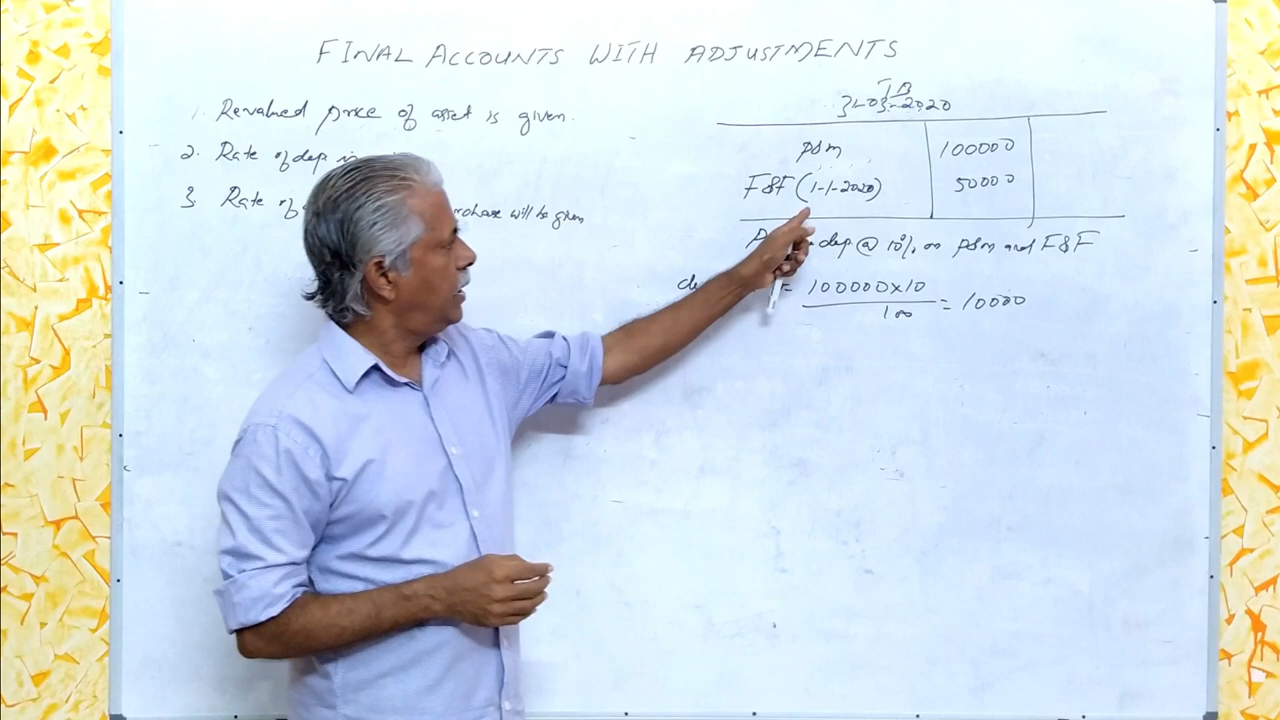 FINAL ACCOUNTS WITH ADJUSTMENTS
1. Revalued price of asset is given.
2. Rate of dep
3 Rate of purchase will be given
TB
31-03-2020
P&M 100000
F&F (1-1-2020) 50000
dep @ 10% on P&M and F&F
= 100000x10
100 = 10000